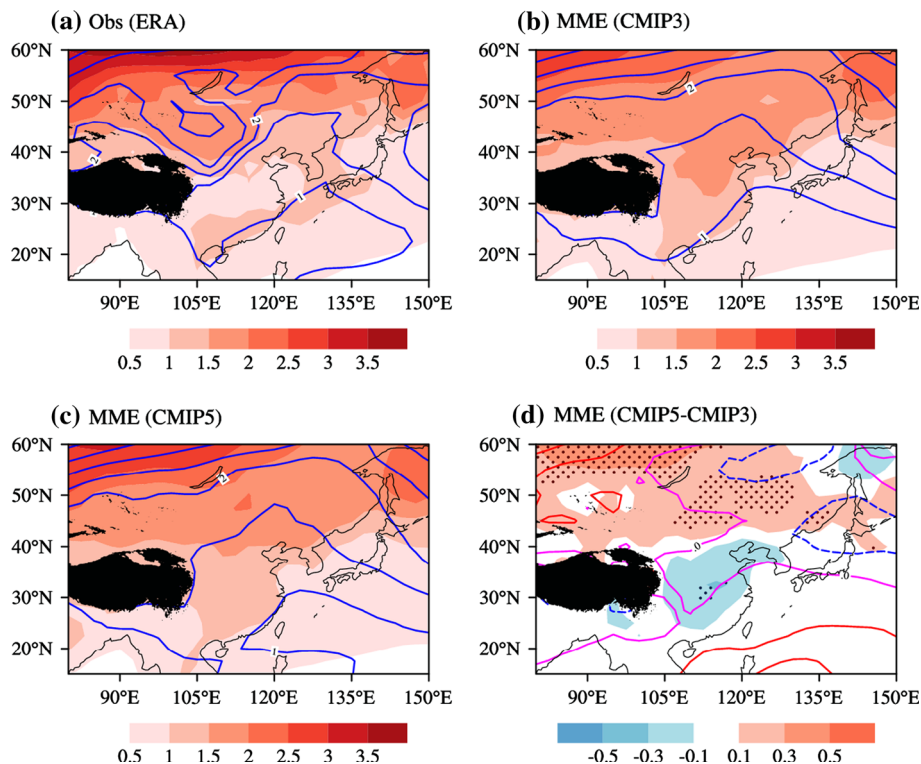 (a) Obs (ERA)
(b) MME (CMIP3)
60°N
50°N
40°N
30°N
20°N
2
2
1
90°E 105°E 120°E 135°E 150°E
0.5 1 1.5 2 2.5 3 3.5
60°N
50°N
40°N
30°N
20°N
2
1
90°E 105°E 120°E 135°E 150°E
0.5 1 1.5 2 2.5 3 3.5
(c) MME (CMIP5)
(d) MME (CMIP5-CMIP3)
60°N
50°N
40°N
30°N
20°N
2
1
90°E 105°E 120°E 135°E 150°E
0.5 1 1.5 2 2.5 3 3.5
60°N
50°N
40°N
30°N
20°N
0
0
90°E 105°E 120°E 135°E 150°E
-0.5 -0.3 -0.1 0.1 0.3 0.5